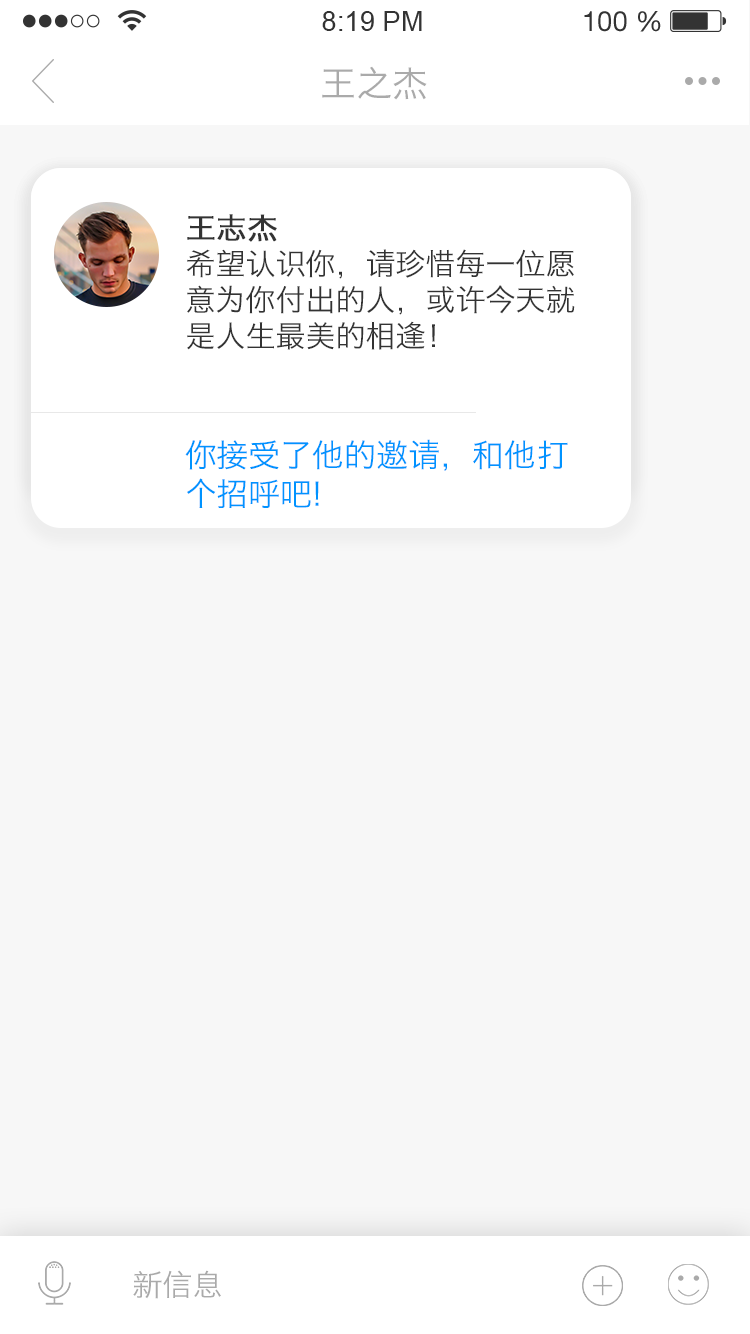 8:19 PM 100 %
王之杰
王志杰
希望认识你，请珍惜每一位愿
意为你付出的人，或许今天就
是人生最美的相逢！
你接受了他的邀请，和他打
个招呼吧!
新信息